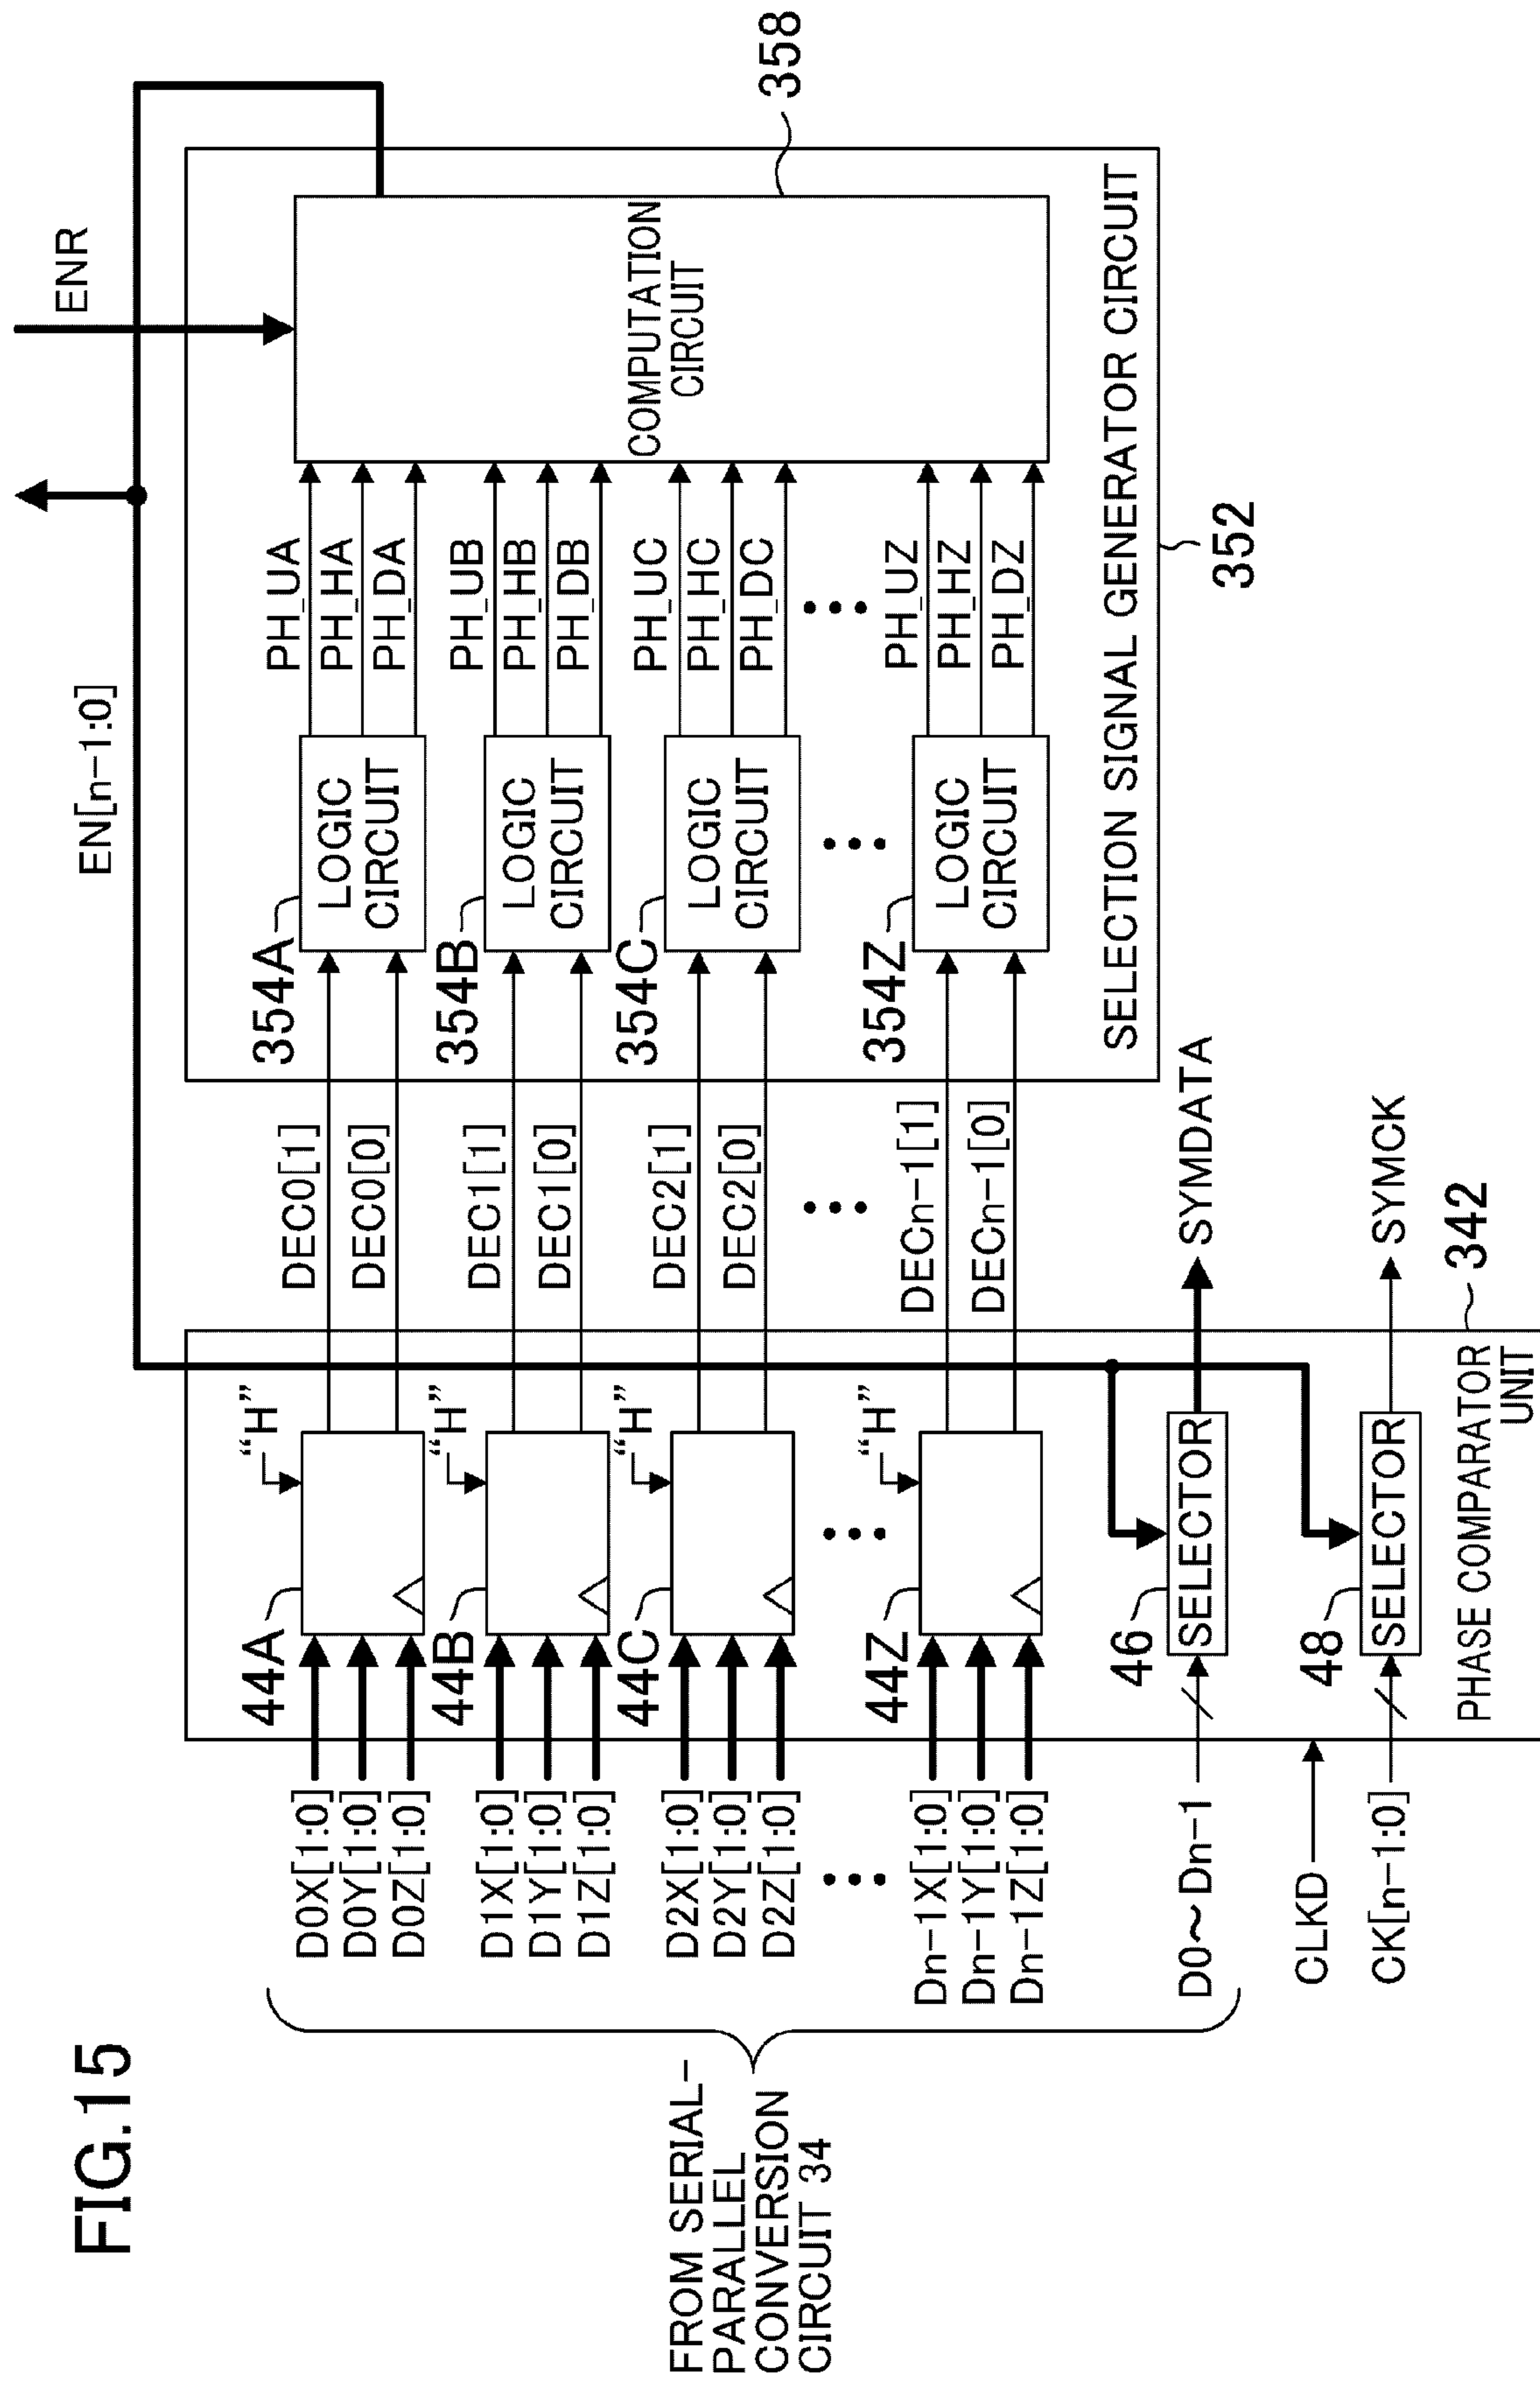 FIG.15
FROM SERIAL-
PARALLEL
CONVERSION
CIRCUIT 34
D0X[1:0]
D0Y[1:0]
D0Z[1:0]
D1X[1:0]
D1Y[1:0]
D1Z[1:0]
D2X[1:0]
D2Y[1:0]
D2Z[1:0]
Dn-1X[1:0]
Dn-1Y[1:0]
Dn-1Z[1:0]
D0~Dn-1
CLKD
CK[n-1:0]
44A
"H"
44B
"H"
44C
"H"
44Z
"H"
46
SELECTOR
48
SELECTOR
PHASE COMPARATOR
UNIT
342
SYMDATA
SYMCK
DEC0[1]
DEC0[0]
DEC1[1]
DEC1[0]
DEC2[1]
DEC2[0]
DECn-1[1]
DECn-1[0]
EN[n-1:0]
354A
LOGIC
CIRCUIT
354B
LOGIC
CIRCUIT
354C
LOGIC
CIRCUIT
354Z
LOGIC
CIRCUIT
PH_UA
PH_HA
PH_DA
PH_UB
PH_HB
PH_DB
PH_UC
PH_HC
PH_DC
PH_UZ
PH_HZ
PH_DZ
ENR
COMPUTATION
CIRCUIT
358
SELECTION SIGNAL GENERATOR CIRCUIT
352